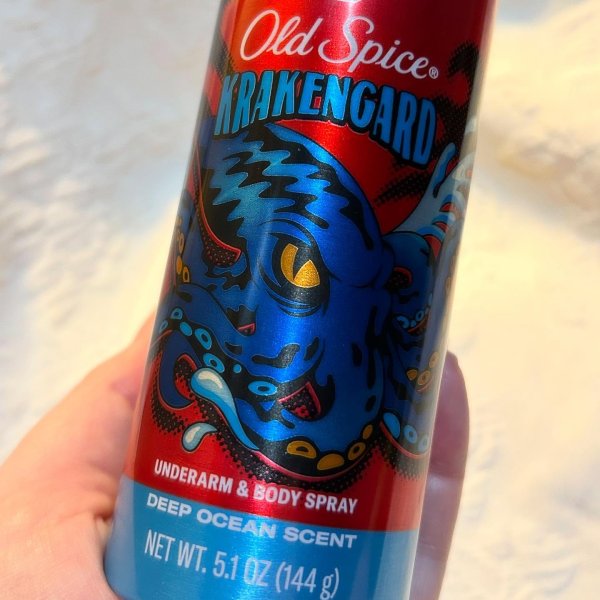 Old Spice®
KRAKENGARD
UNDERARM & BODY SPRAY
DEEP OCEAN SCENT
NET WT. 5.1 OZ (144 g)